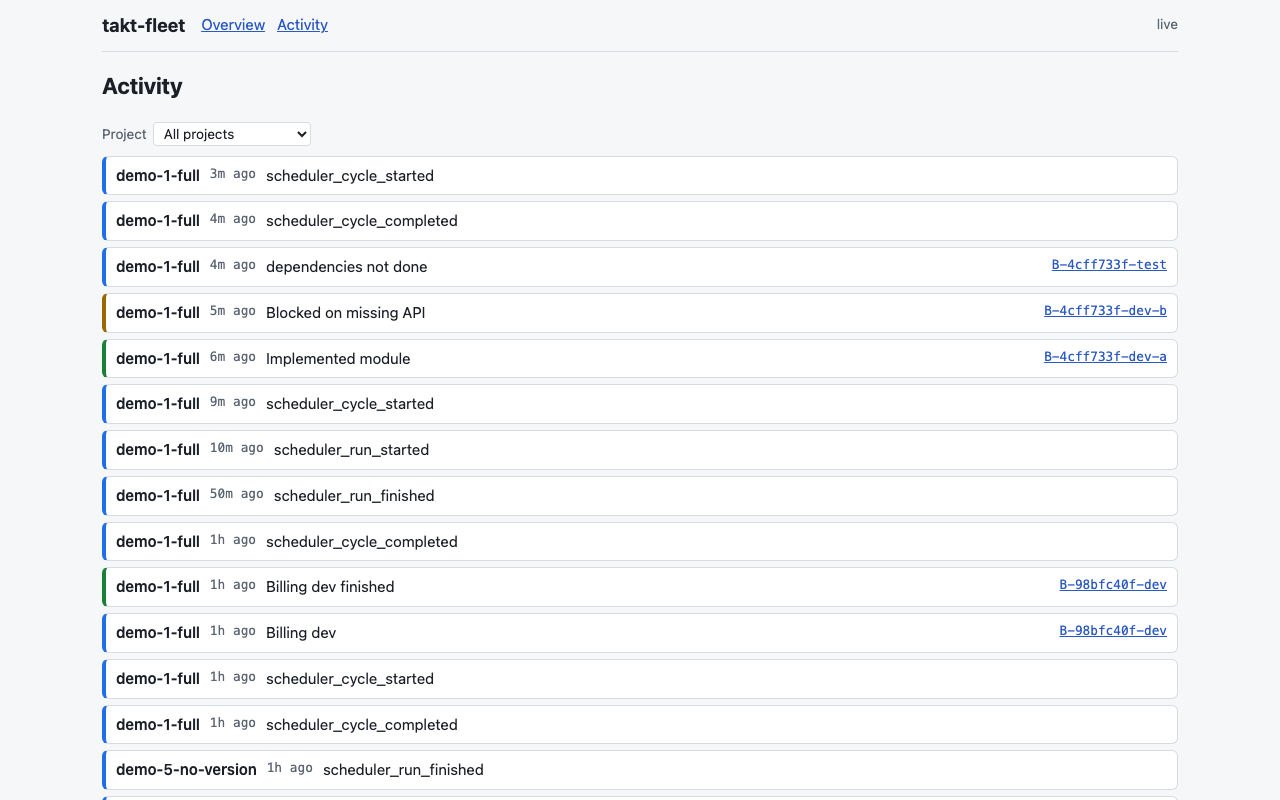 takt-fleet Overview Activity live
Activity
Project All projects
demo-1-full 3m ago scheduler_cycle_started
demo-1-full 4m ago scheduler_cycle_completed
demo-1-full 4m ago dependencies not done B-4cff733f-test
demo-1-full 5m ago Blocked on missing API B-4cff733f-dev-b
demo-1-full 6m ago Implemented module B-4cff733f-dev-a
demo-1-full 9m ago scheduler_cycle_started
demo-1-full 10m ago scheduler_run_started
demo-1-full 50m ago scheduler_run_finished
demo-1-full 1h ago scheduler_cycle_completed
demo-1-full 1h ago Billing dev finished B-98bfc40f-dev
demo-1-full 1h ago Billing dev B-98bfc40f-dev
demo-1-full 1h ago scheduler_cycle_started
demo-1-full 1h ago scheduler_cycle_completed
demo-5-no-version 1h ago scheduler_run_finished